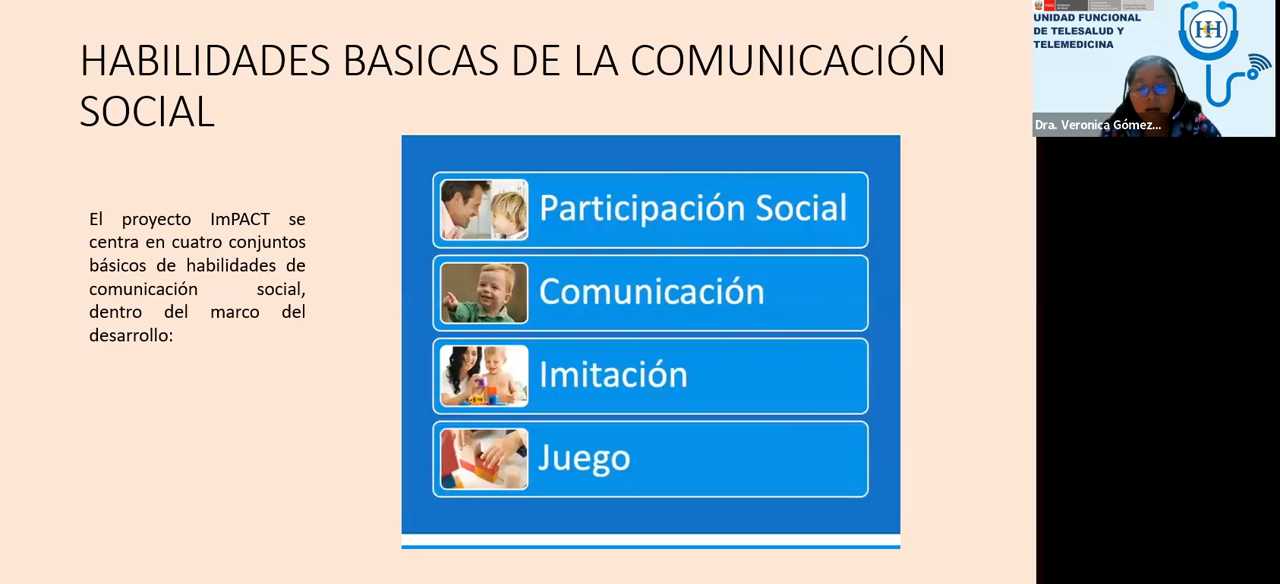 HABILIDADES BASICAS DE LA COMUNICACIÓN
SOCIAL
El proyecto ImPACT se
centra en cuatro conjuntos
básicos de habilidades de
comunicación social,
dentro del marco del
desarrollo:
Participación Social
Comunicación
Imitación
Juego
UNIDAD FUNCIONAL
DE TELESALUD Y
TELEMEDICINA
Dra. Veronica Gómez...